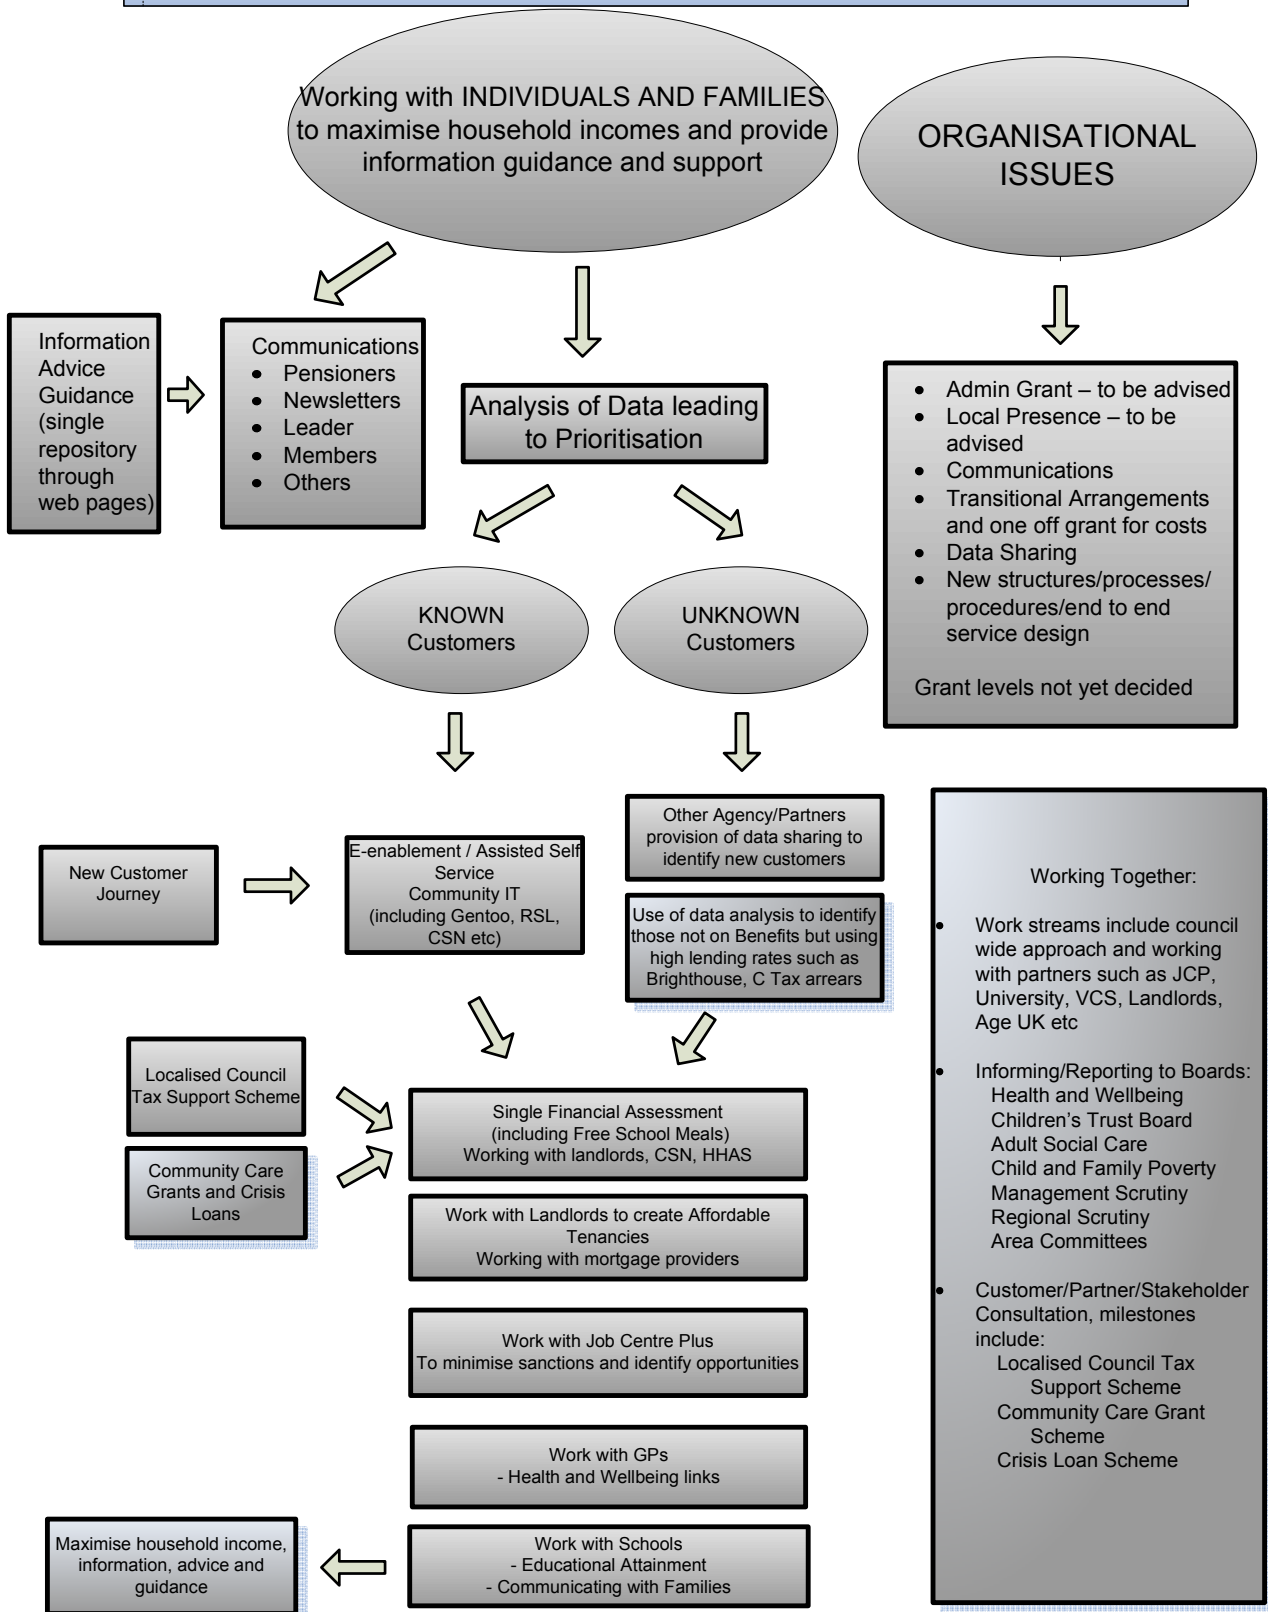 Working with INDIVIDUALS AND FAMILIES
to maximise household incomes and provide
information guidance and support
ORGANISATIONAL
ISSUES
Information
Advice
Guidance
(single
repository
through
web pages)
Communications
• Pensioners
• Newsletters
• Leader
• Members
• Others
Analysis of Data leading
to Prioritisation
• Admin Grant – to be advised
• Local Presence – to be
advised
• Communications
• Transitional Arrangements
and one off grant for costs
• Data Sharing
• New structures/processes/
procedures/end to end
service design
Grant levels not yet decided
KNOWN
Customers
UNKNOWN
Customers
New Customer
Journey
E-enablement / Assisted Self
Service
Community IT
(including Gentoo, RSL,
CSN etc)
Other Agency/Partners
provision of data sharing to
identify new customers
Use of data analysis to identify
those not on Benefits but using
high lending rates such as
Brighthouse, C Tax arrears
Localised Council
Tax Support Scheme
Community Care
Grants and Crisis
Loans
Single Financial Assessment
(including Free School Meals)
Working with landlords, CSN, HHAS
Work with Landlords to create Affordable
Tenancies
Working with mortgage providers
Work with Job Centre Plus
To minimise sanctions and identify opportunities
Work with GPs
- Health and Wellbeing links
Work with Schools
- Educational Attainment
- Communicating with Families
Maximise household income,
information, advice and
guidance
Working Together:
• Work streams include council
wide approach and working
with partners such as JCP,
University, VCS, Landlords,
Age UK etc
• Informing/Reporting to Boards:
Health and Wellbeing
Children’s Trust Board
Adult Social Care
Child and Family Poverty
Management Scrutiny
Regional Scrutiny
Area Committees
• Customer/Partner/Stakeholder
Consultation, milestones
include:
Localised Council Tax
Support Scheme
Community Care Grant
Scheme
Crisis Loan Scheme